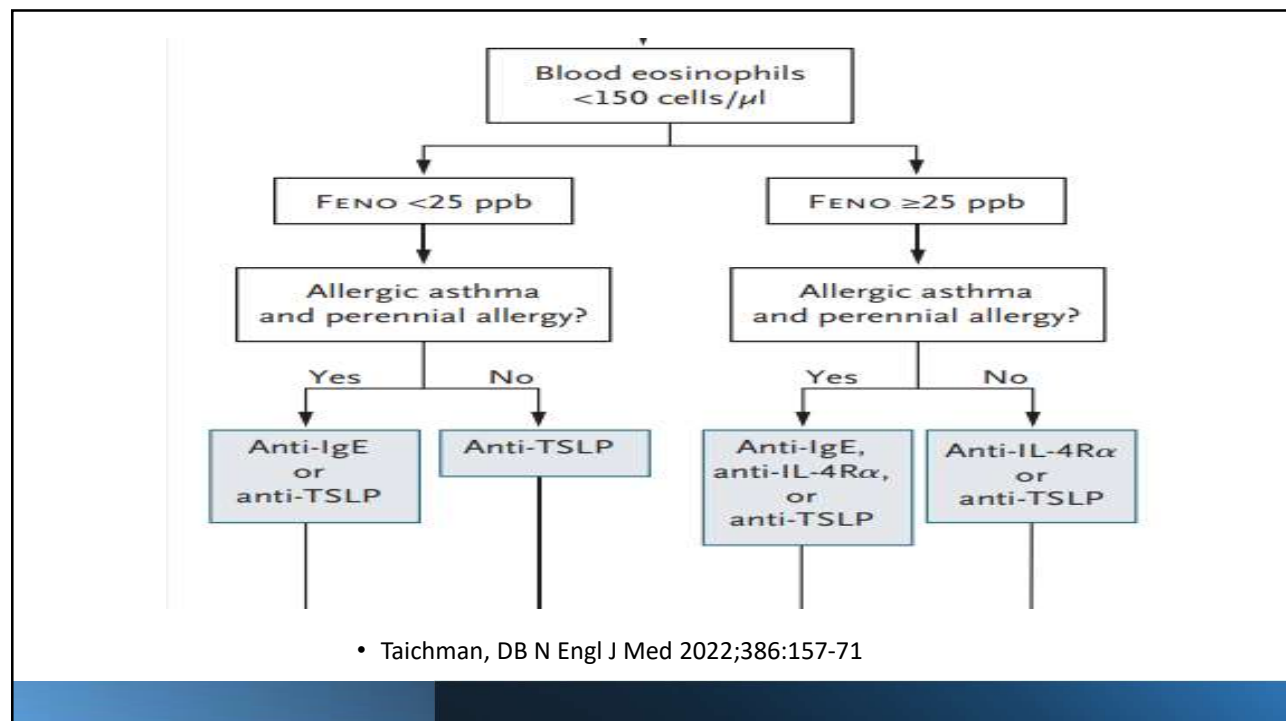 Blood eosinophils
<150 cells/μl
FENO <25 ppb
FENO ≥25 ppb
Allergic asthma
and perennial allergy?
Allergic asthma
and perennial allergy?
Yes
No
Yes
No
Anti-IgE
or
anti-TSLP
Anti-TSLP
Anti-IgE,
anti-IL-4Rα,
or
anti-TSLP
Anti-IL-4Rα
or
anti-TSLP
• Taichman, DB N Engl J Med 2022;386:157-71